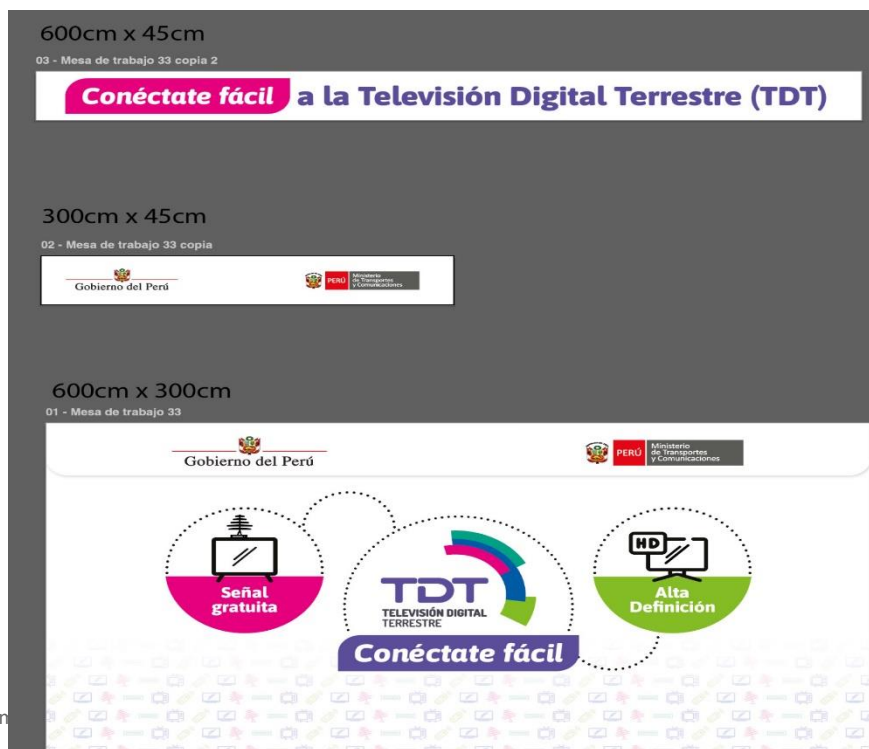 600cm x 45cm
03 - Mesa de trabajo 33 copia 2
Conéctate fácil a la Televisión Digital Terrestre (TDT)
300cm x 45cm
02 - Mesa de trabajo 33 copia
Gobierno del Perú
PERÚ
Ministerio
de Transportes
y Comunicaciones
600cm x 300cm
01 - Mesa de trabajo 33
Gobierno del Perú
PERÚ
Ministerio
de Transportes
y Comunicaciones
HD
Señal
gratuita
TDT
TELEVISIÓN DIGITAL
TERRESTRE
Alta
Definición
Conéctate fácil